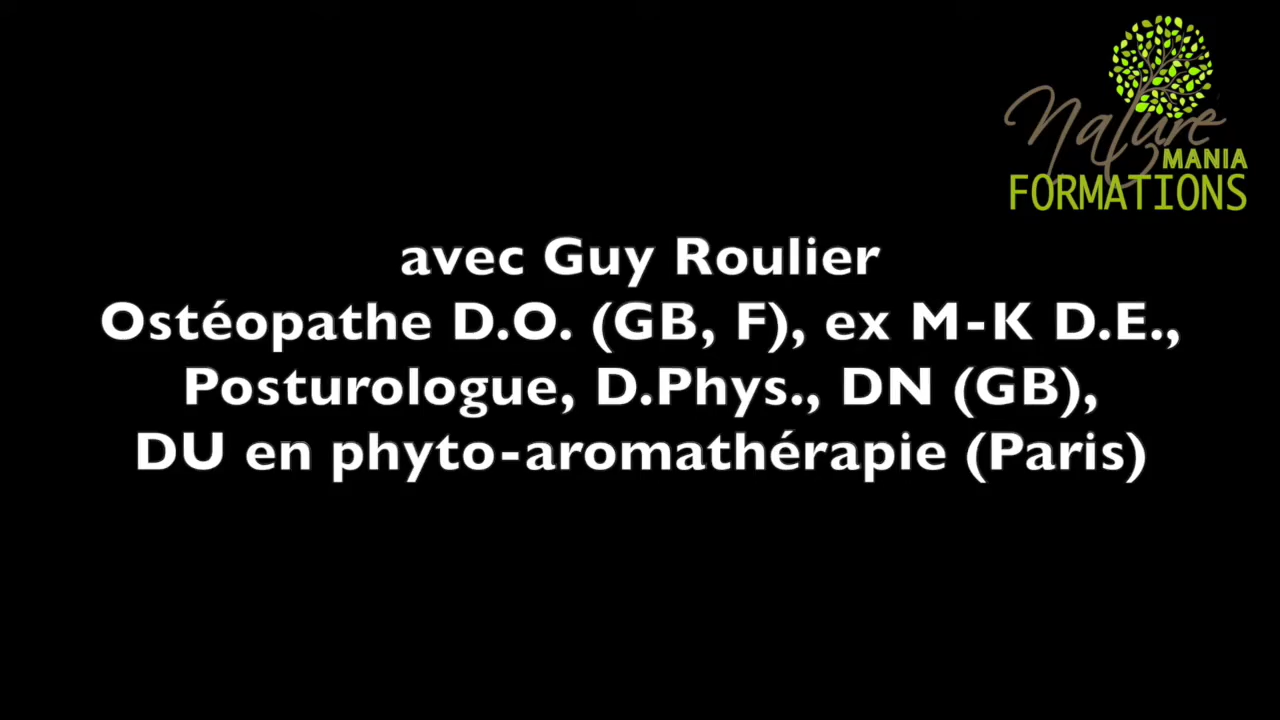 Nature
MANIA
FORMATIONS
avec Guy Roulier
Ostéopathe D.O. (GB, F), ex M-K D.E.,
Posturologue, D.Phys., DN (GB),
DU en phyto-aromathérapie (Paris)